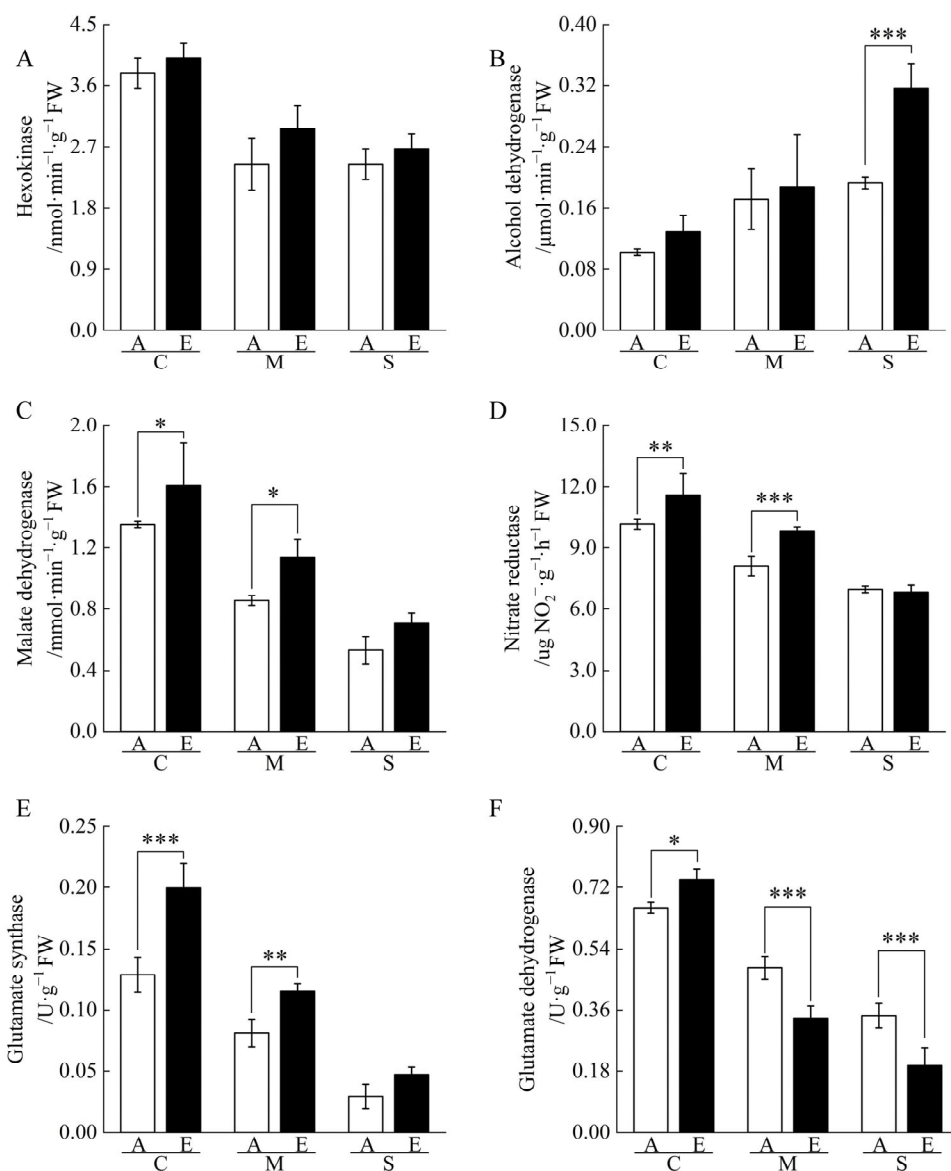 A
Hexokinase
/nmol·min⁻¹·g⁻¹ FW
4.5
3.6
2.7
1.8
0.9
0.0
A E A E A E
C M S
B
Alcohol dehydrogenase
/μmol·min⁻¹·g⁻¹ FW
0.40
0.32
0.24
0.16
0.08
0.00
***
A E A E A E
C M S
C
Malate dehydrogenase
/mmol·min⁻¹·g⁻¹ FW
2.0
1.6
1.2
0.8
0.4
0.0
*
*
A E A E A E
C M S
D
Nitrate reductase
/ug NO₂⁻·g⁻¹·h⁻¹ FW
15.0
12.0
9.0
6.0
3.0
0.0
**
***
A E A E A E
C M S
E
Glutamate synthase
/U·g⁻¹ FW
0.25
0.20
0.15
0.10
0.05
0.00
***
**
A E A E A E
C M S
F
Glutamate dehydrogenase
/U·g⁻¹ FW
0.90
0.72
0.54
0.36
0.18
0.00
*
***
***
A E A E A E
C M S